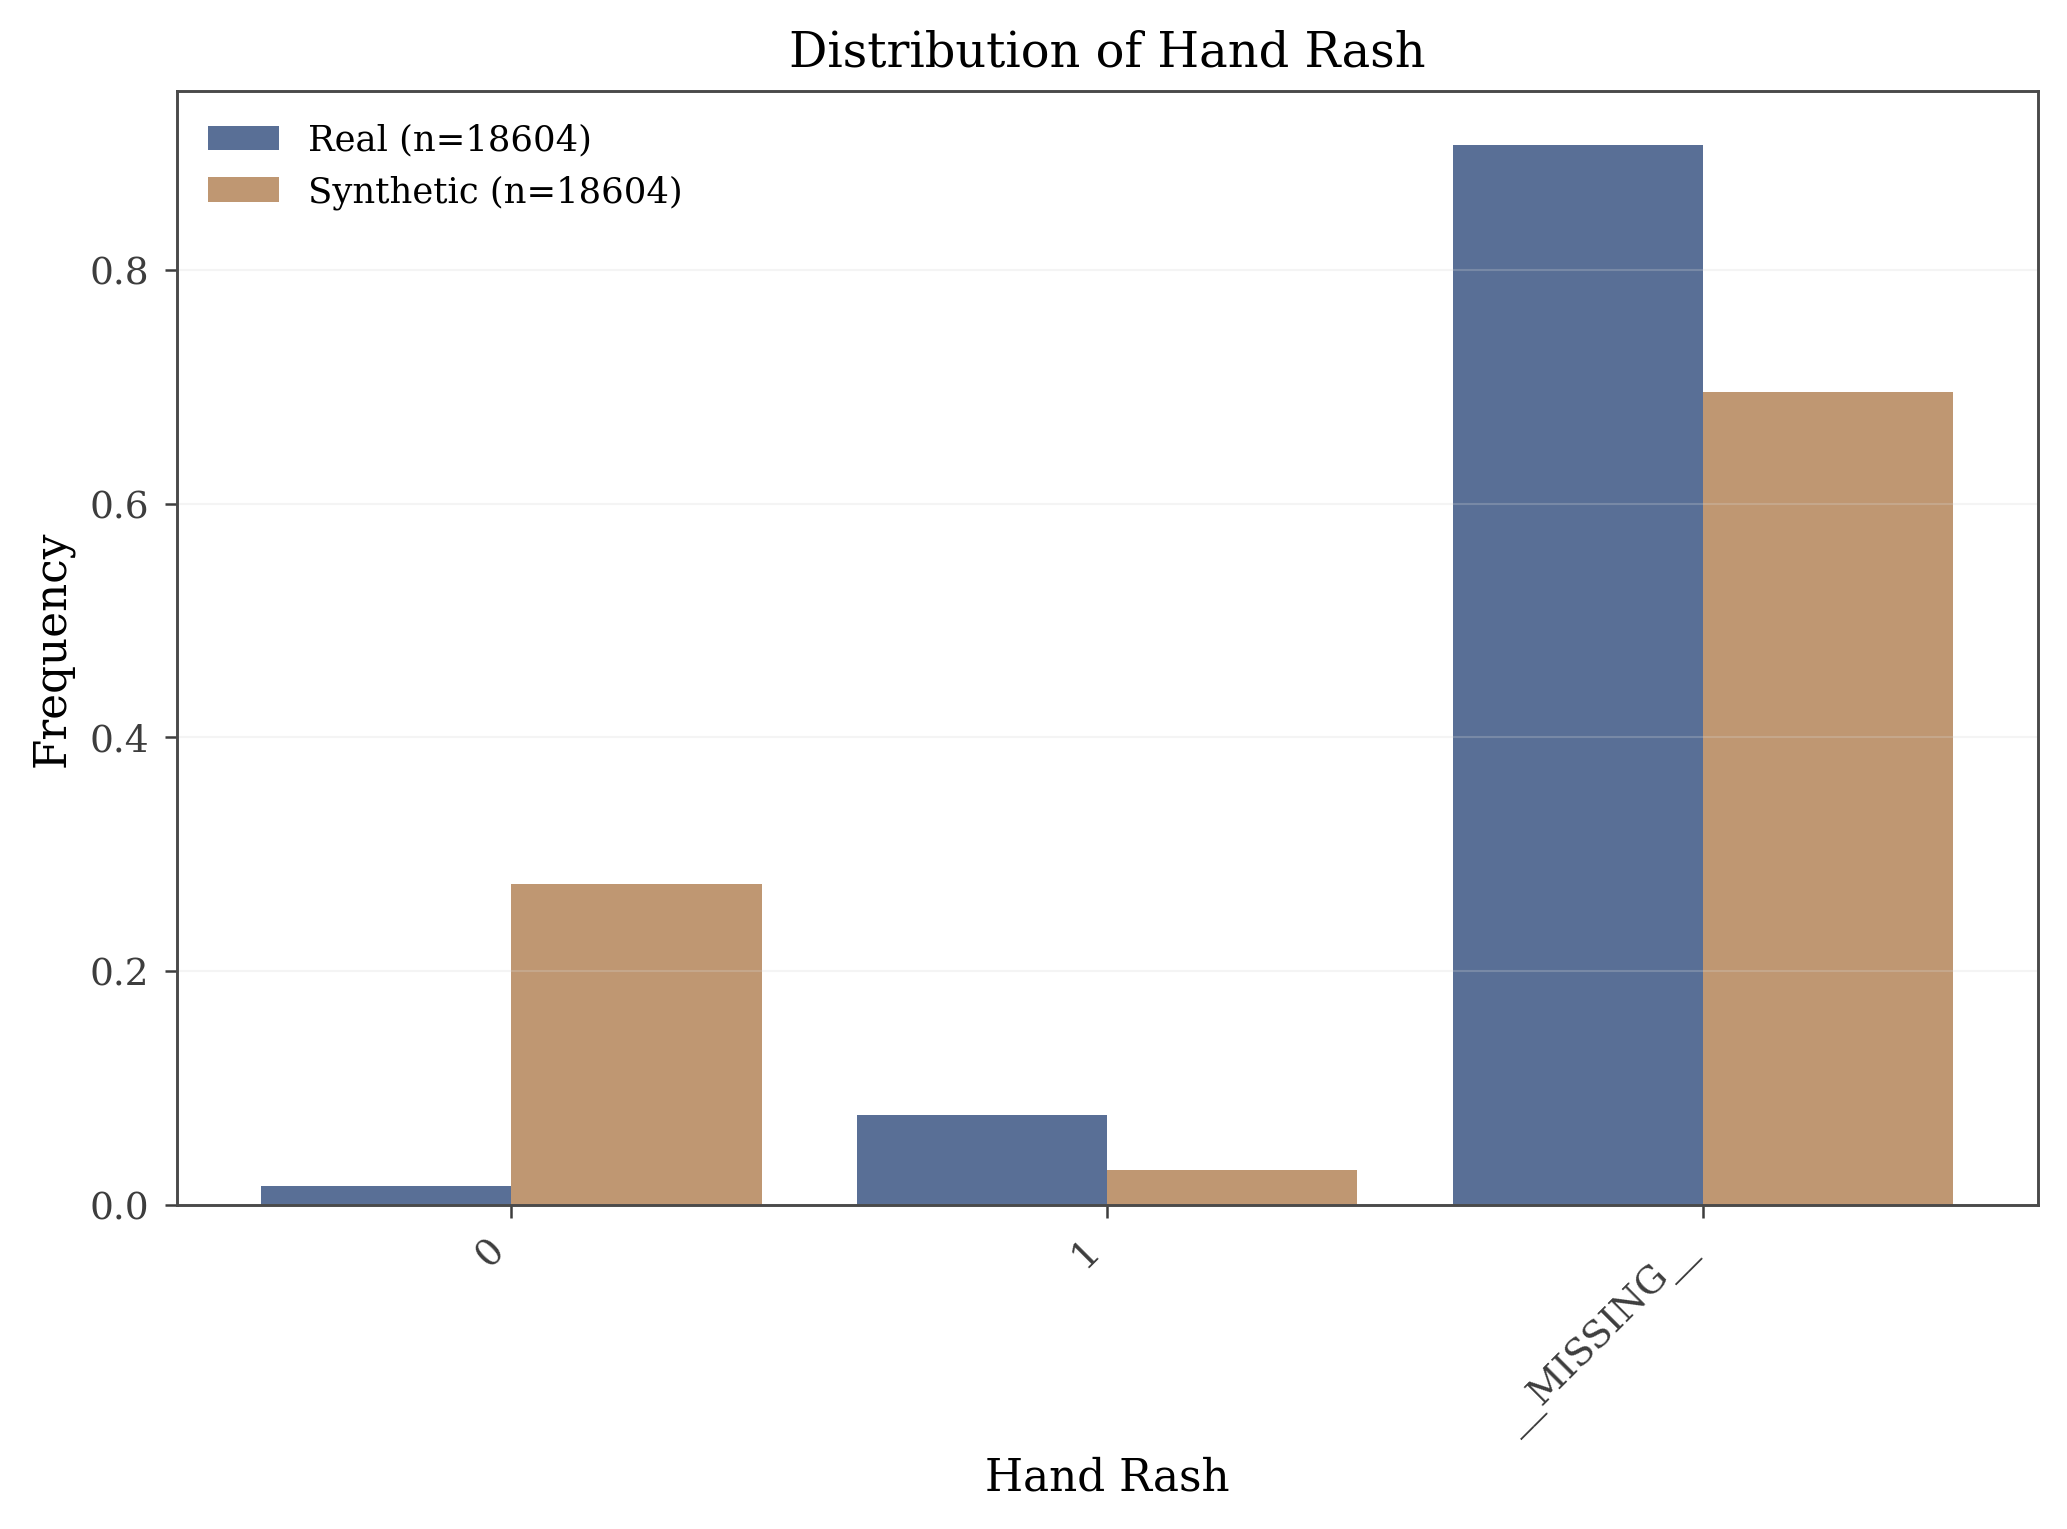 Distribution of Hand Rash
Real (n=18604)
Synthetic (n=18604)
Frequency
0.8
0.6
0.4
0.2
0.0
0
1
__MISSING__
Hand Rash